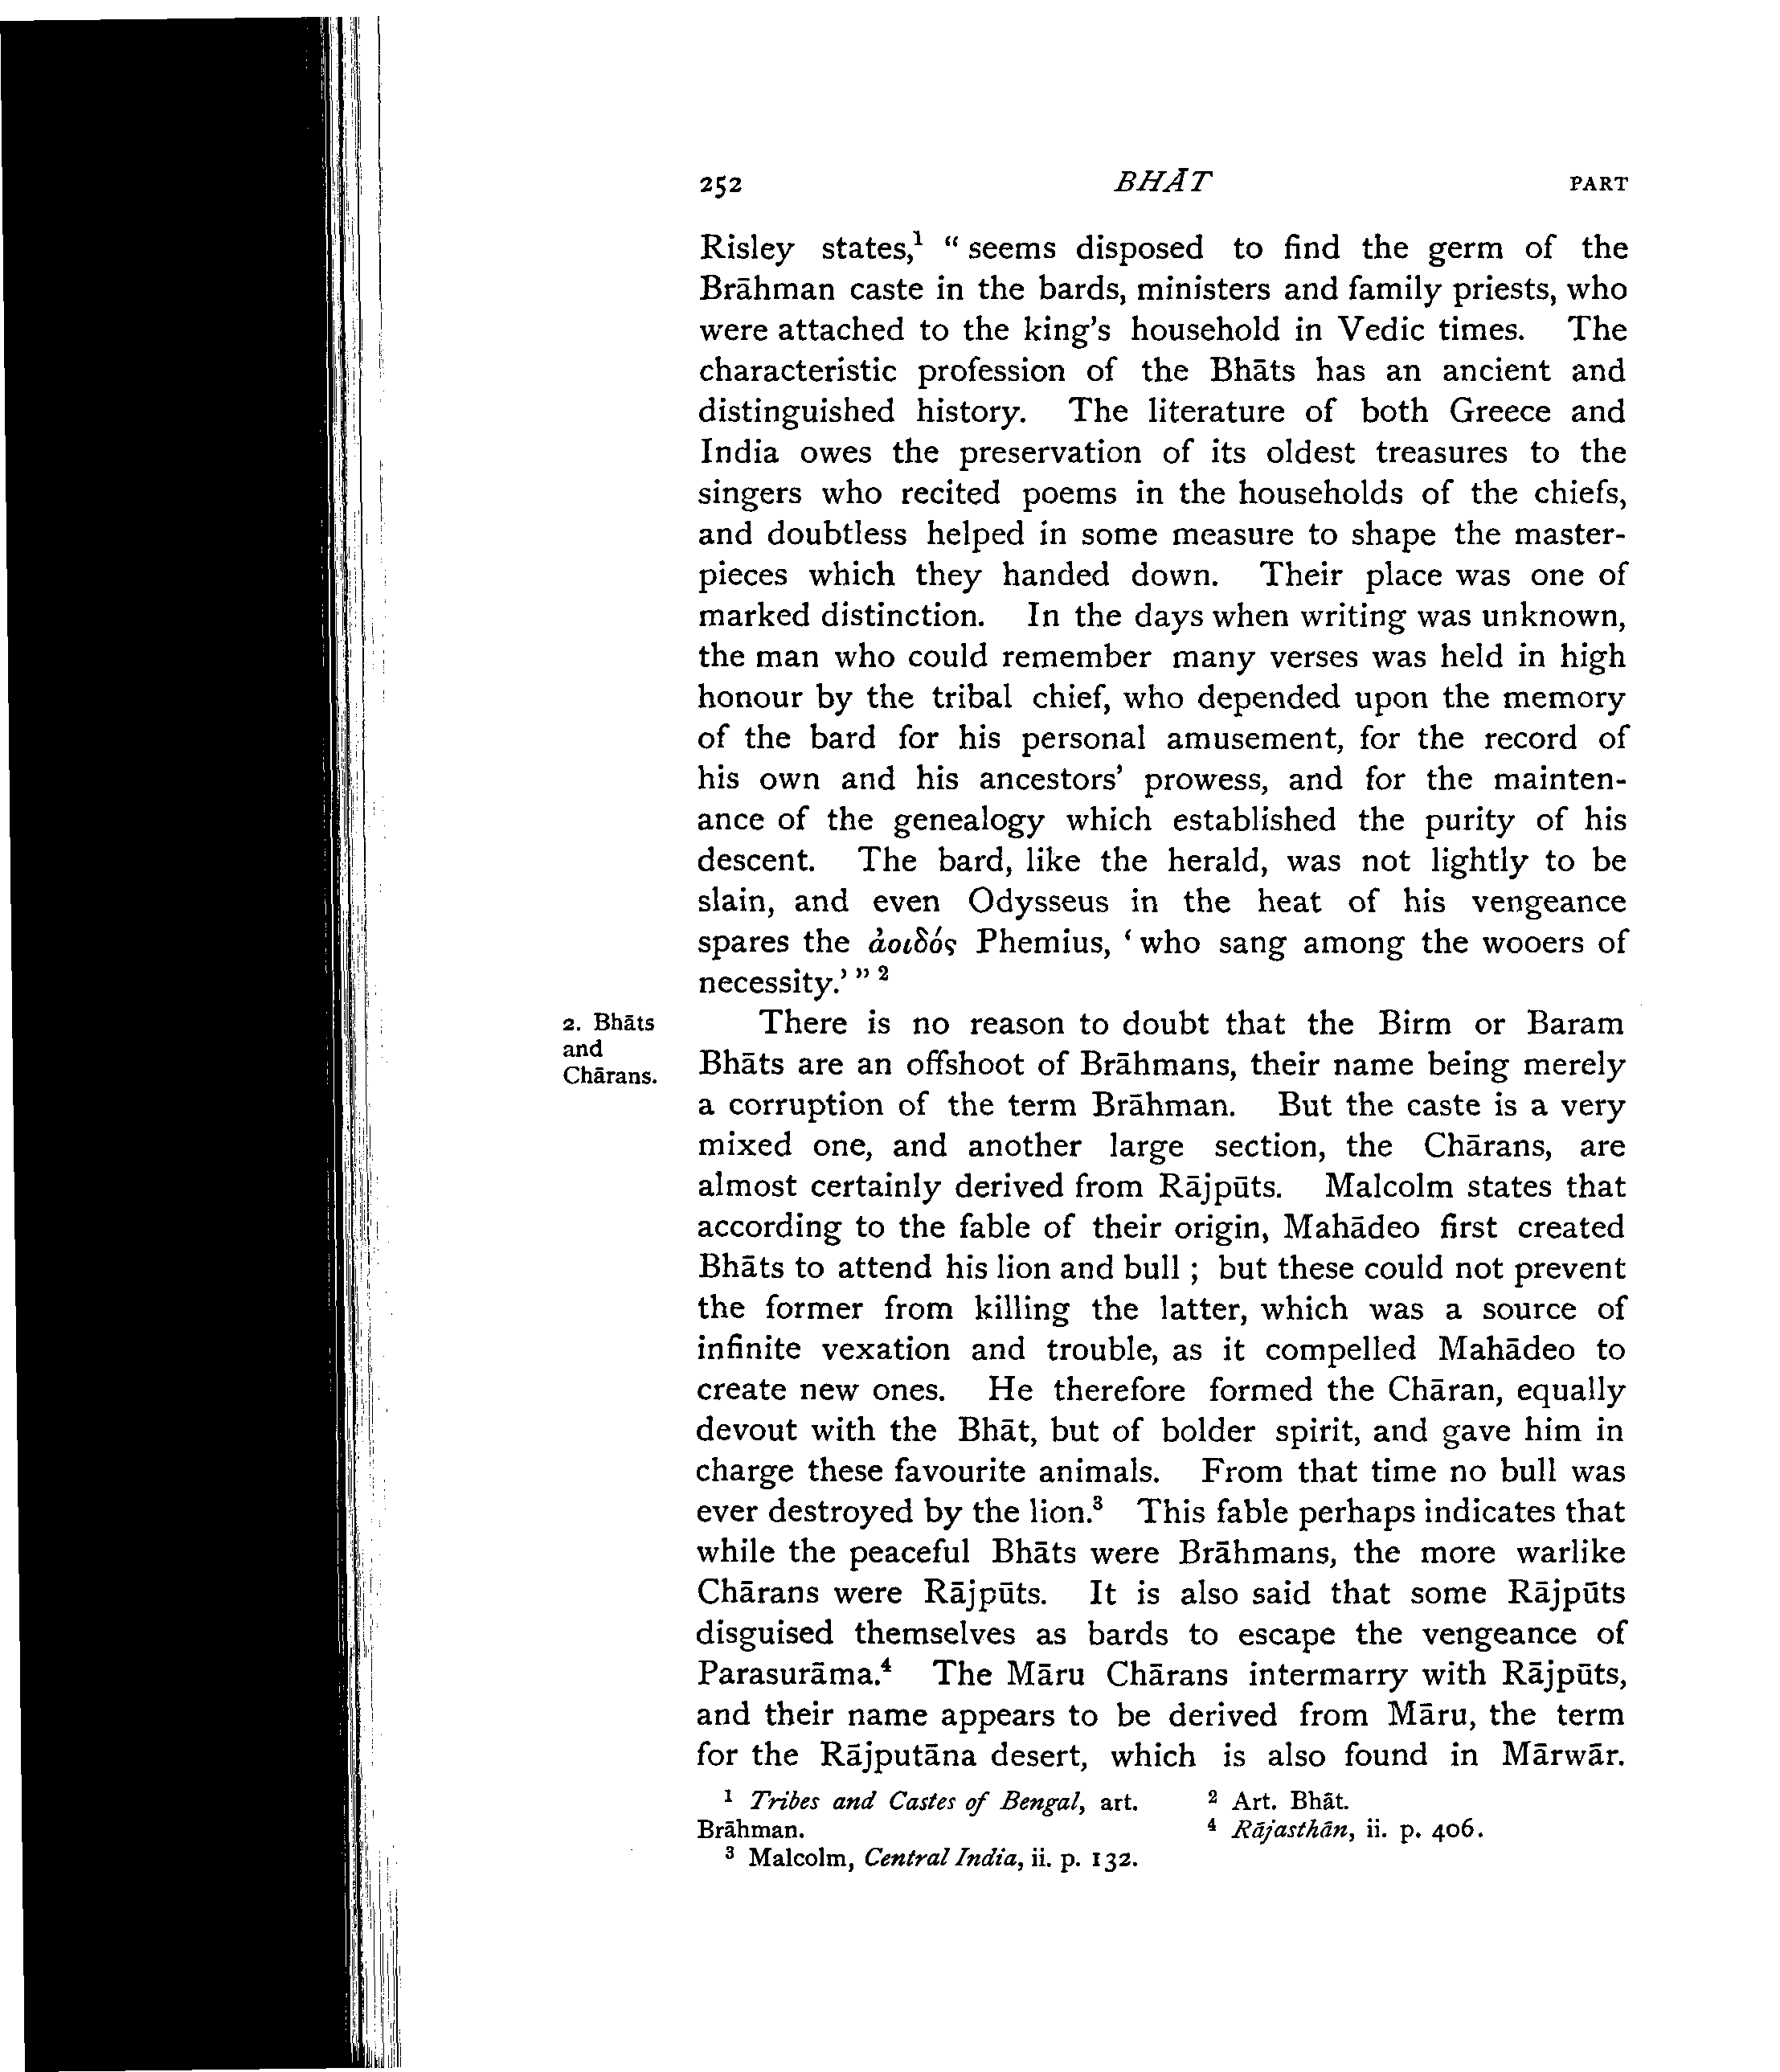 252 BHĀT PART
Risley states,¹ “ seems disposed to find the germ of the
Brāhman caste in the bards, ministers and family priests, who
were attached to the king’s household in Vedic times. The
characteristic profession of the Bhāts has an ancient and
distinguished history. The literature of both Greece and
India owes the preservation of its oldest treasures to the
singers who recited poems in the households of the chiefs,
and doubtless helped in some measure to shape the master-
pieces which they handed down. Their place was one of
marked distinction. In the days when writing was unknown,
the man who could remember many verses was held in high
honour by the tribal chief, who depended upon the memory
of the bard for his personal amusement, for the record of
his own and his ancestors’ prowess, and for the mainten-
ance of the genealogy which established the purity of his
descent. The bard, like the herald, was not lightly to be
slain, and even Odysseus in the heat of his vengeance
spares the ἀοιδός Phemius, ‘ who sang among the wooers of
necessity.’ ” ²
2. Bhāts
and
Chārans.
There is no reason to doubt that the Birm or Baram
Bhāts are an offshoot of Brāhmans, their name being merely
a corruption of the term Brāhman. But the caste is a very
mixed one, and another large section, the Chārans, are
almost certainly derived from Rājpūts. Malcolm states that
according to the fable of their origin, Mahādeo first created
Bhāts to attend his lion and bull ; but these could not prevent
the former from killing the latter, which was a source of
infinite vexation and trouble, as it compelled Mahādeo to
create new ones. He therefore formed the Chāran, equally
devout with the Bhāt, but of bolder spirit, and gave him in
charge these favourite animals. From that time no bull was
ever destroyed by the lion.³ This fable perhaps indicates that
while the peaceful Bhāts were Brāhmans, the more warlike
Chārans were Rājpūts. It is also said that some Rājpūts
disguised themselves as bards to escape the vengeance of
Parasurāma.⁴ The Māru Chārans intermarry with Rājpūts,
and their name appears to be derived from Māru, the term
for the Rājputāna desert, which is also found in Mārwār.
¹ Tribes and Castes of Bengal, art.
Brāhman.
³ Malcolm, Central India, ii. p. 132.
² Art. Bhāt.
⁴ Rājasthān, ii. p. 406.